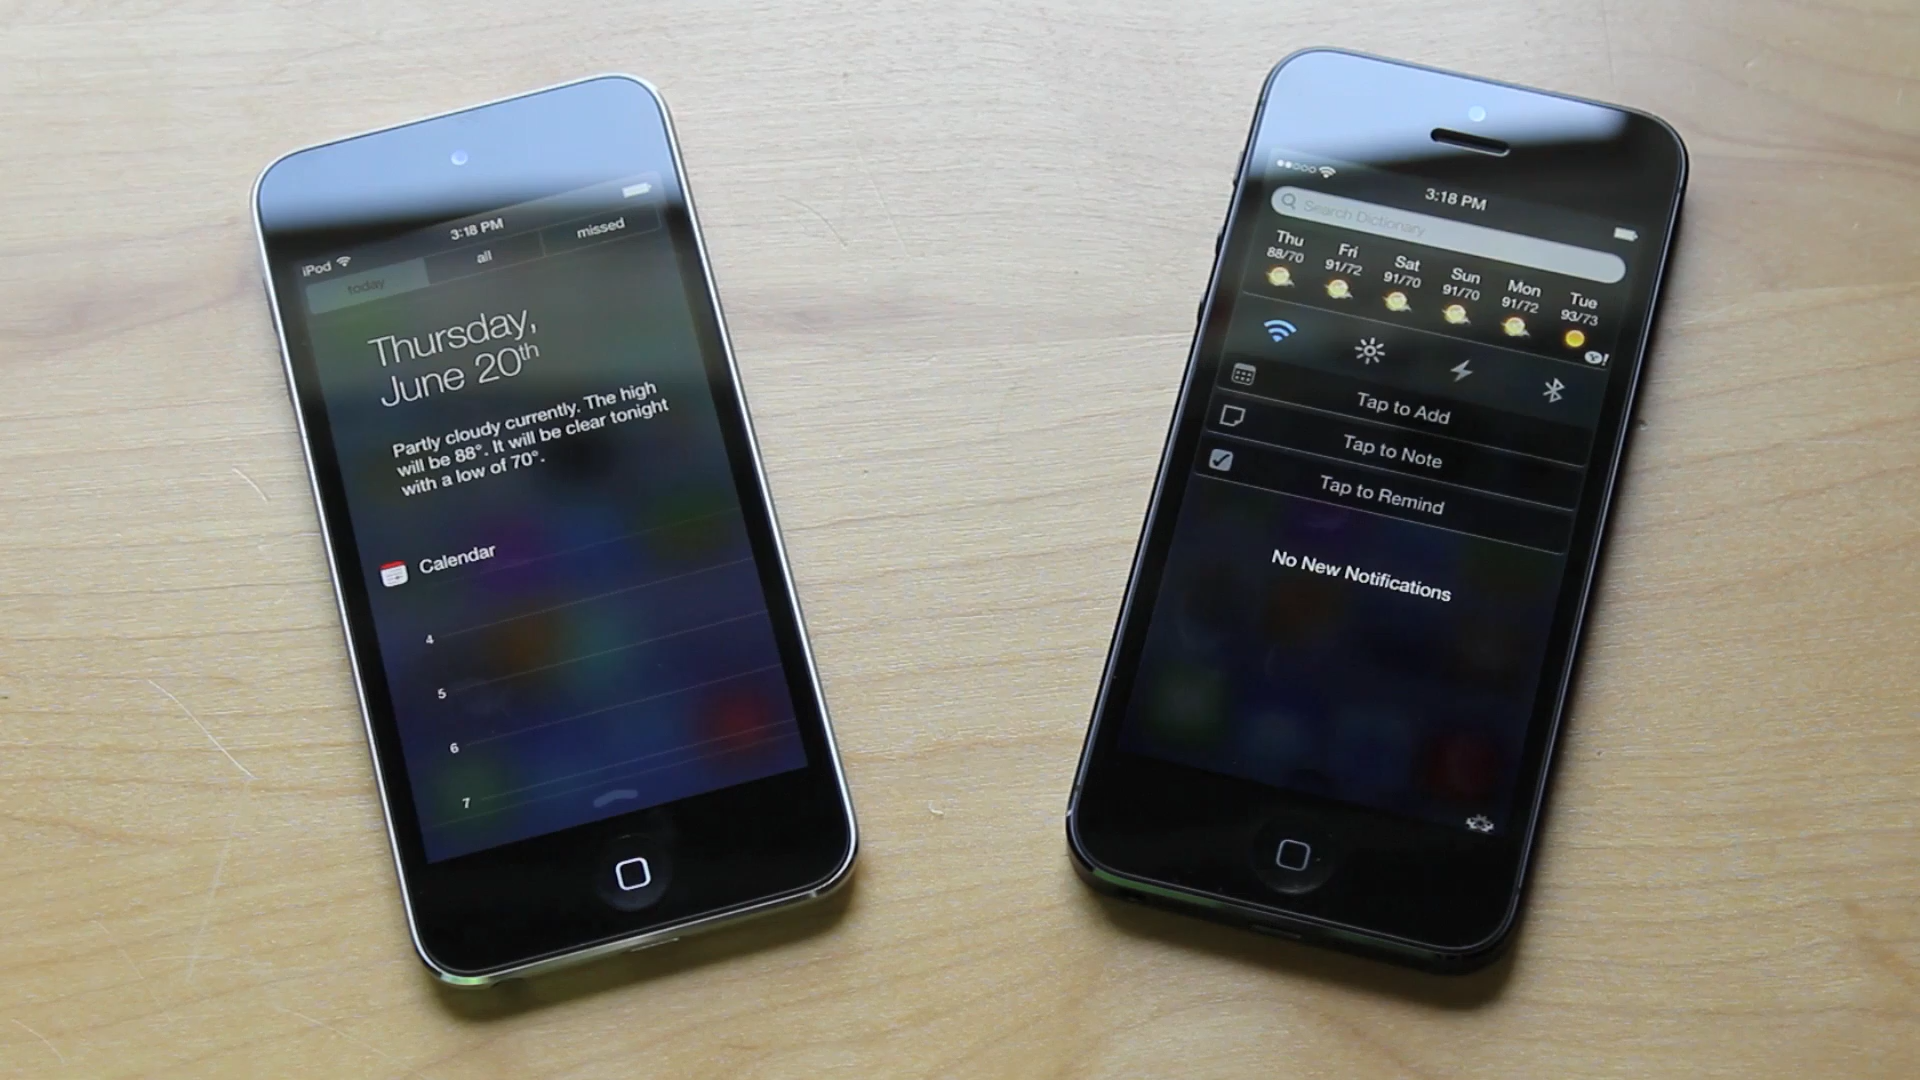 3:18 PM
iPod
today
all
missed
Thursday,
June 20th
Partly cloudy currently. The high
will be 88°. It will be clear tonight
with a low of 70°.
Calendar
4
5
6
7
3:18 PM
Search Dictionary
Thu Fri Sat Sun Mon Tue
88/70 91/72 91/70 91/70 91/72 93/73
Y!
Tap to Add
Tap to Note
Tap to Remind
No New Notifications